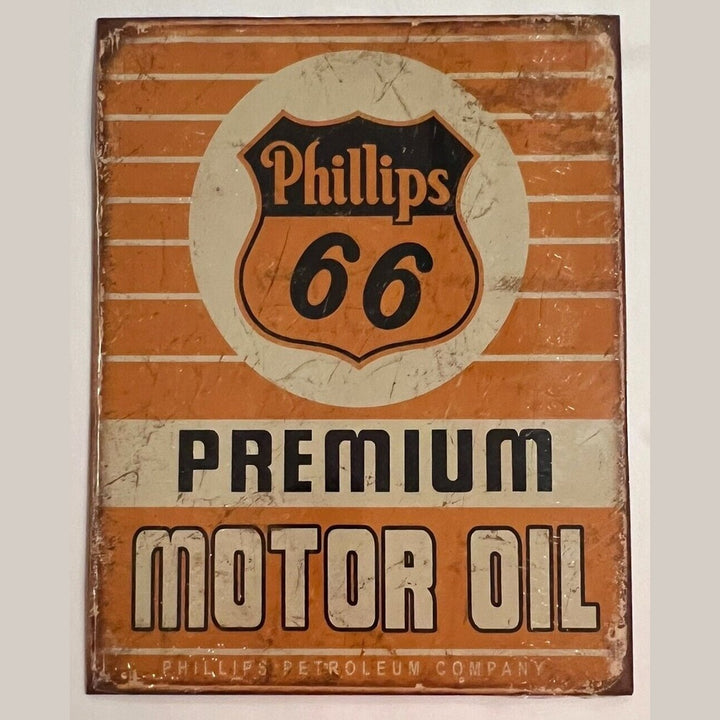 Phillips
66
PREMIUM
MOTOR OIL
PHILLIPS PETROLEUM COMPANY